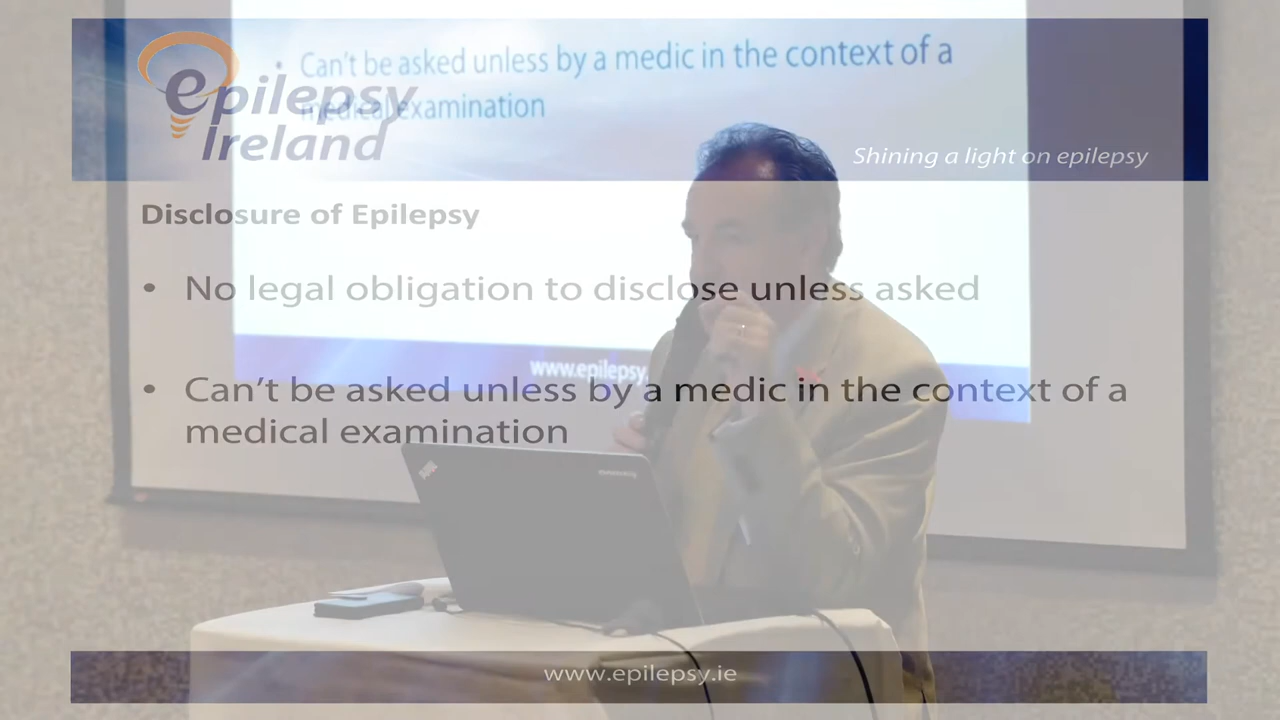 Can't be asked unless by a medic in the context of a
medical examination
epilepsy
Ireland
Shining a light on epilepsy
Disclosure of Epilepsy
• No legal obligation to disclose unless asked
www.epilepsy.
• Can't be asked unless by a medic in the context of a
medical examination
www.epilepsy.ie